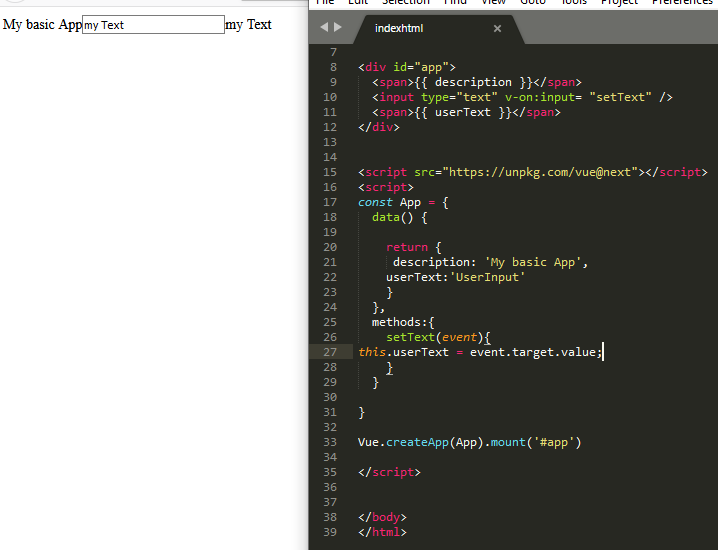 File Edit Selection Find View Goto Tools Project Preferences
My basic App my Text my Text
indexhtml ×
7
8 <div id="app">
9 <span>{{ description }}</span>
10 <input type="text" v-on:input= "setText" />
11 <span>{{ userText }}</span>
12 </div>
13
14
15 <script src="https://unpkg.com/vue@next"></script>
16 <script>
17 const App = {
18 data() {
19
20 return {
21 description: 'My basic App',
22 userText:'UserInput'
23 }
24 },
25 methods:{
26 setText(event){
27 this.userText = event.target.value;
28 }
29 }
30
31 }
32
33 Vue.createApp(App).mount('#app')
34
35 </script>
36
37
38 </body>
39 </html>